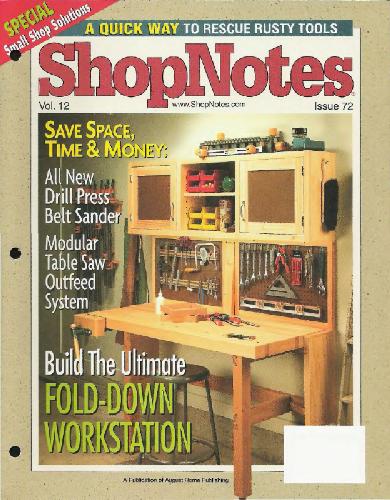 SPECIAL
Small Shop Solutions
A QUICK WAY TO RESCUE RUSTY TOOLS
ShopNotes
Vol. 12
www.ShopNotes.com
Issue 72
SAVE SPACE,
TIME & MONEY:
All New
Drill Press
Belt Sander
Modular
Table Saw
Outfeed
System
Build The Ultimate
FOLD-DOWN
WORKSTATION
A Publication of August Home Publishing